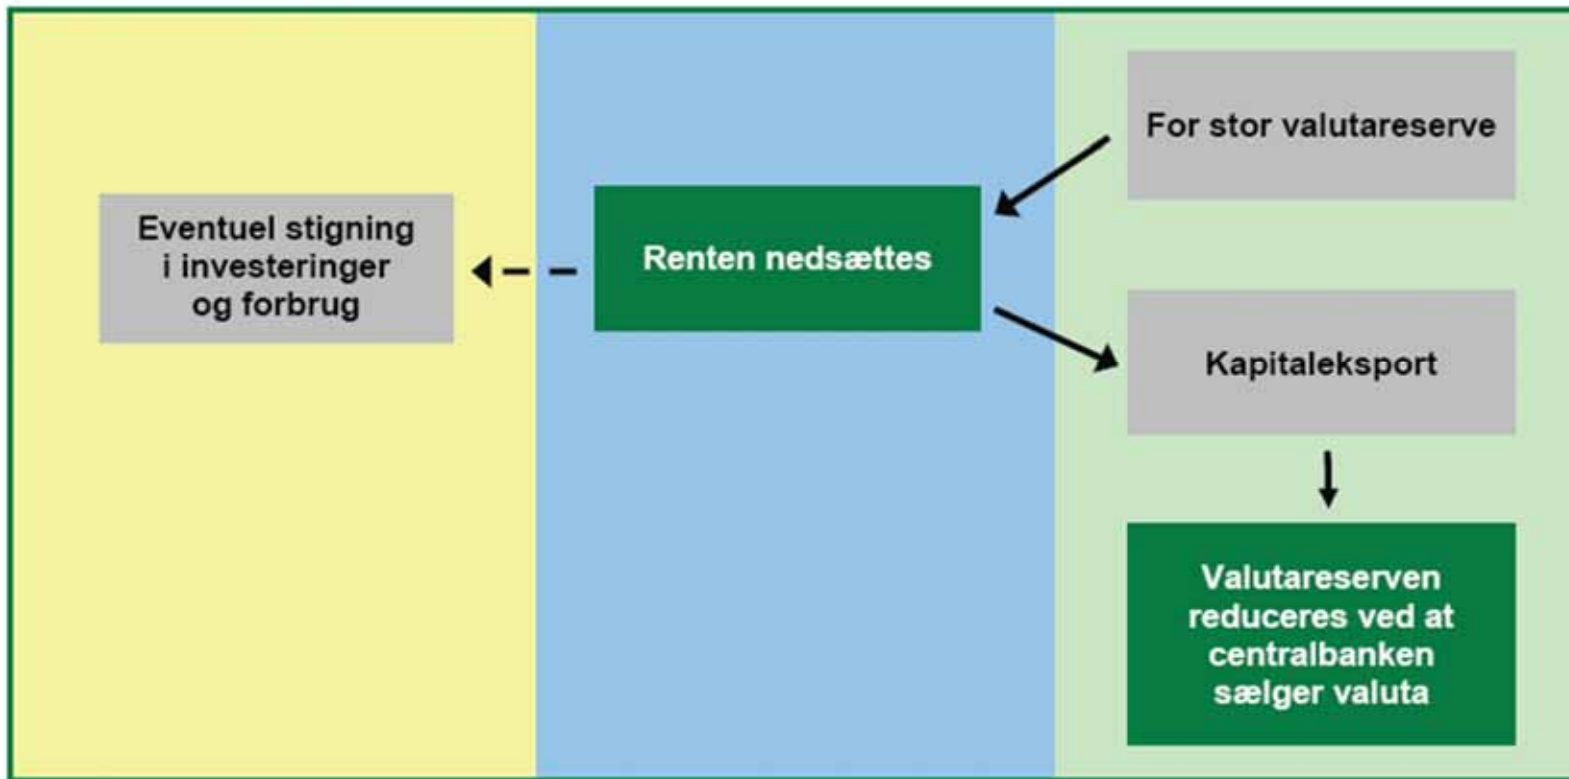 For stor valutareserve
Eventuel stigning
i investeringer
og forbrug
Renten nedsættes
Kapitaleksport
Valutareserven
reduceres ved at
centralbanken
sælger valuta